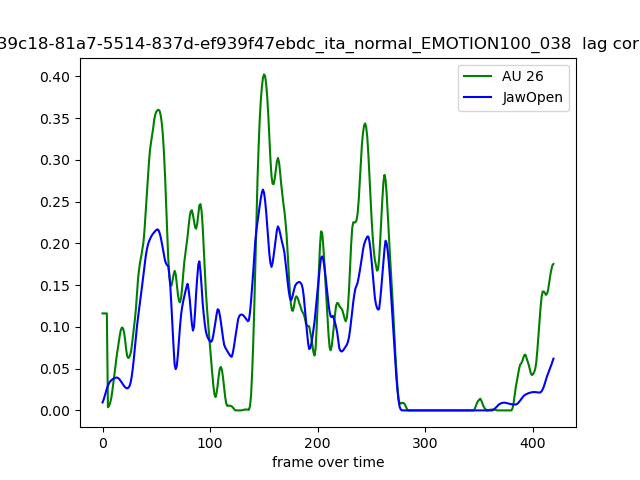 39c18-81a7-5514-837d-ef939f47ebdc_ita_normal_EMOTION100_038 lag cor
AU 26
JawOpen
0.40
0.35
0.30
0.25
0.20
0.15
0.10
0.05
0.00
0 100 200 300 400
frame over time